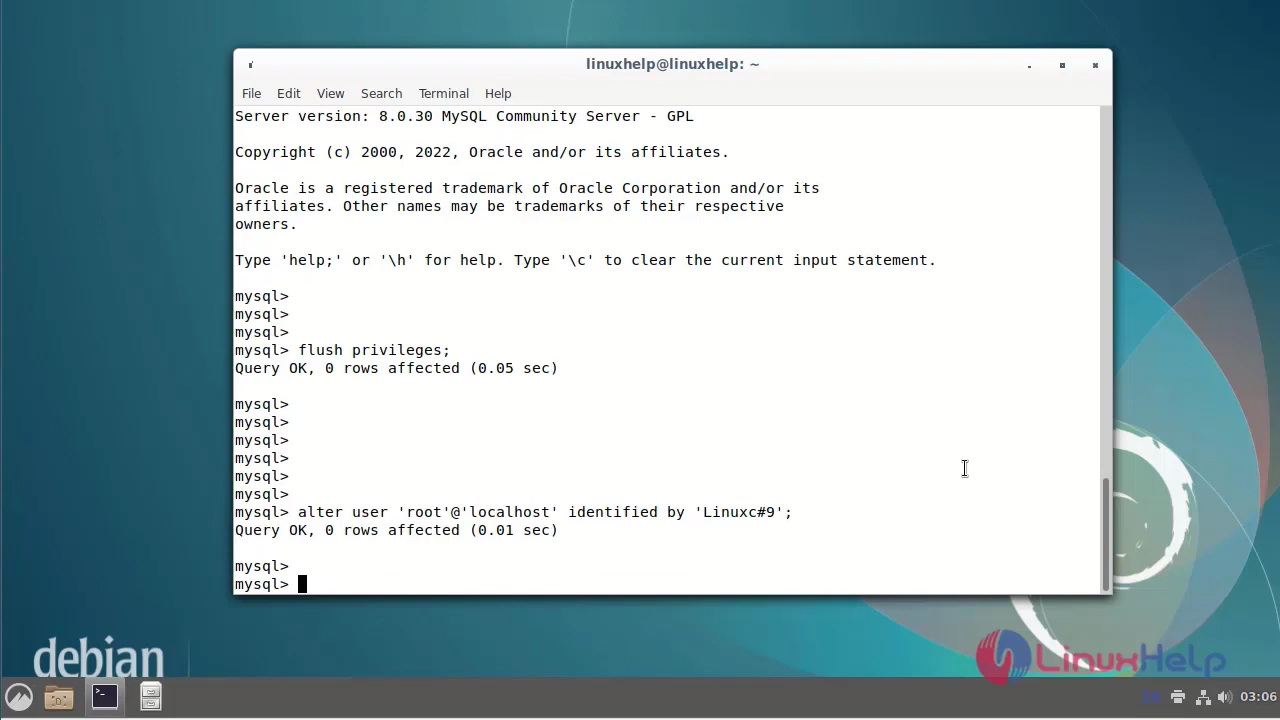 linuxhelp@linuxhelp: ~
File Edit View Search Terminal Help
Server version: 8.0.30 MySQL Community Server - GPL
Copyright (c) 2000, 2022, Oracle and/or its affiliates.
Oracle is a registered trademark of Oracle Corporation and/or its
affiliates. Other names may be trademarks of their respective
owners.
Type 'help;' or '\h' for help. Type '\c' to clear the current input statement.
mysql>
mysql>
mysql>
mysql> flush privileges;
Query OK, 0 rows affected (0.05 sec)
mysql>
mysql>
mysql>
mysql>
mysql>
mysql>
mysql> alter user 'root'@'localhost' identified by 'Linuxc#9';
Query OK, 0 rows affected (0.01 sec)
mysql>
mysql>
debian
LinuxHelp
03:06